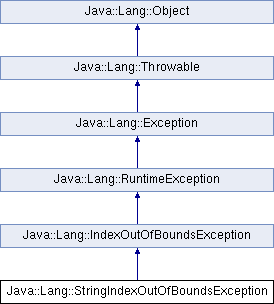 Java::Lang::Object
Java::Lang::Throwable
Java::Lang::Exception
Java::Lang::RuntimeException
Java::Lang::IndexOutOfBoundsException
Java::Lang::StringIndexOutOfBoundsException